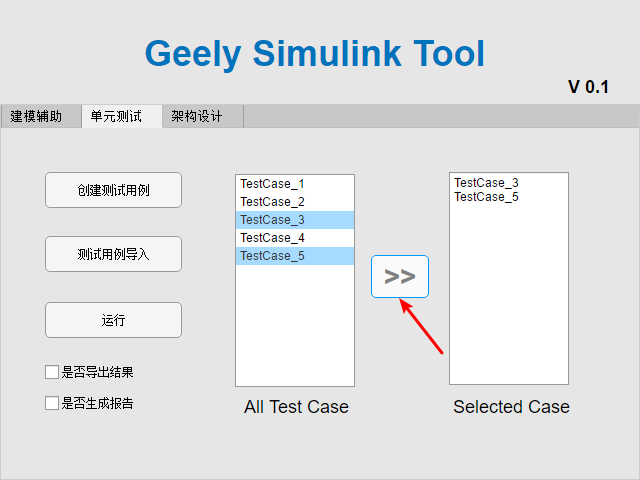 Geely Simulink Tool
V 0.1
建模辅助
单元测试
架构设计
创建测试用例
测试用例导入
运行
是否导出结果
是否生成报告
TestCase_1
TestCase_2
TestCase_3
TestCase_4
TestCase_5
All Test Case
>>
TestCase_3
TestCase_5
Selected Case